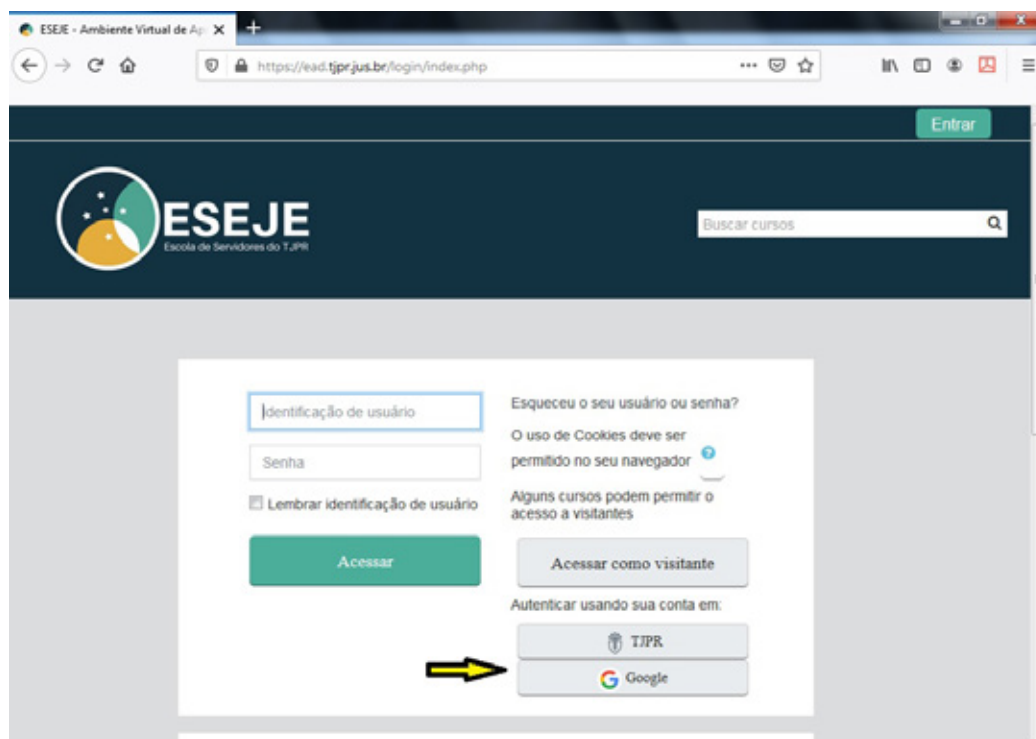 ESEJE - Ambiente Virtual de Ap
https://ead.tjpr.jus.br/login/index.php
Entrar
ESEJE
Escola de Servidores do TJPR
Buscar cursos
Identificação de usuário
Senha
Lembrar identificação de usuário
Acessar
Esqueceu o seu usuário ou senha?
O uso de Cookies deve ser
permitido no seu navegador
Alguns cursos podem permitir o
acesso a visitantes
Acessar como visitante
Autenticar usando sua conta em:
TJPR
Google